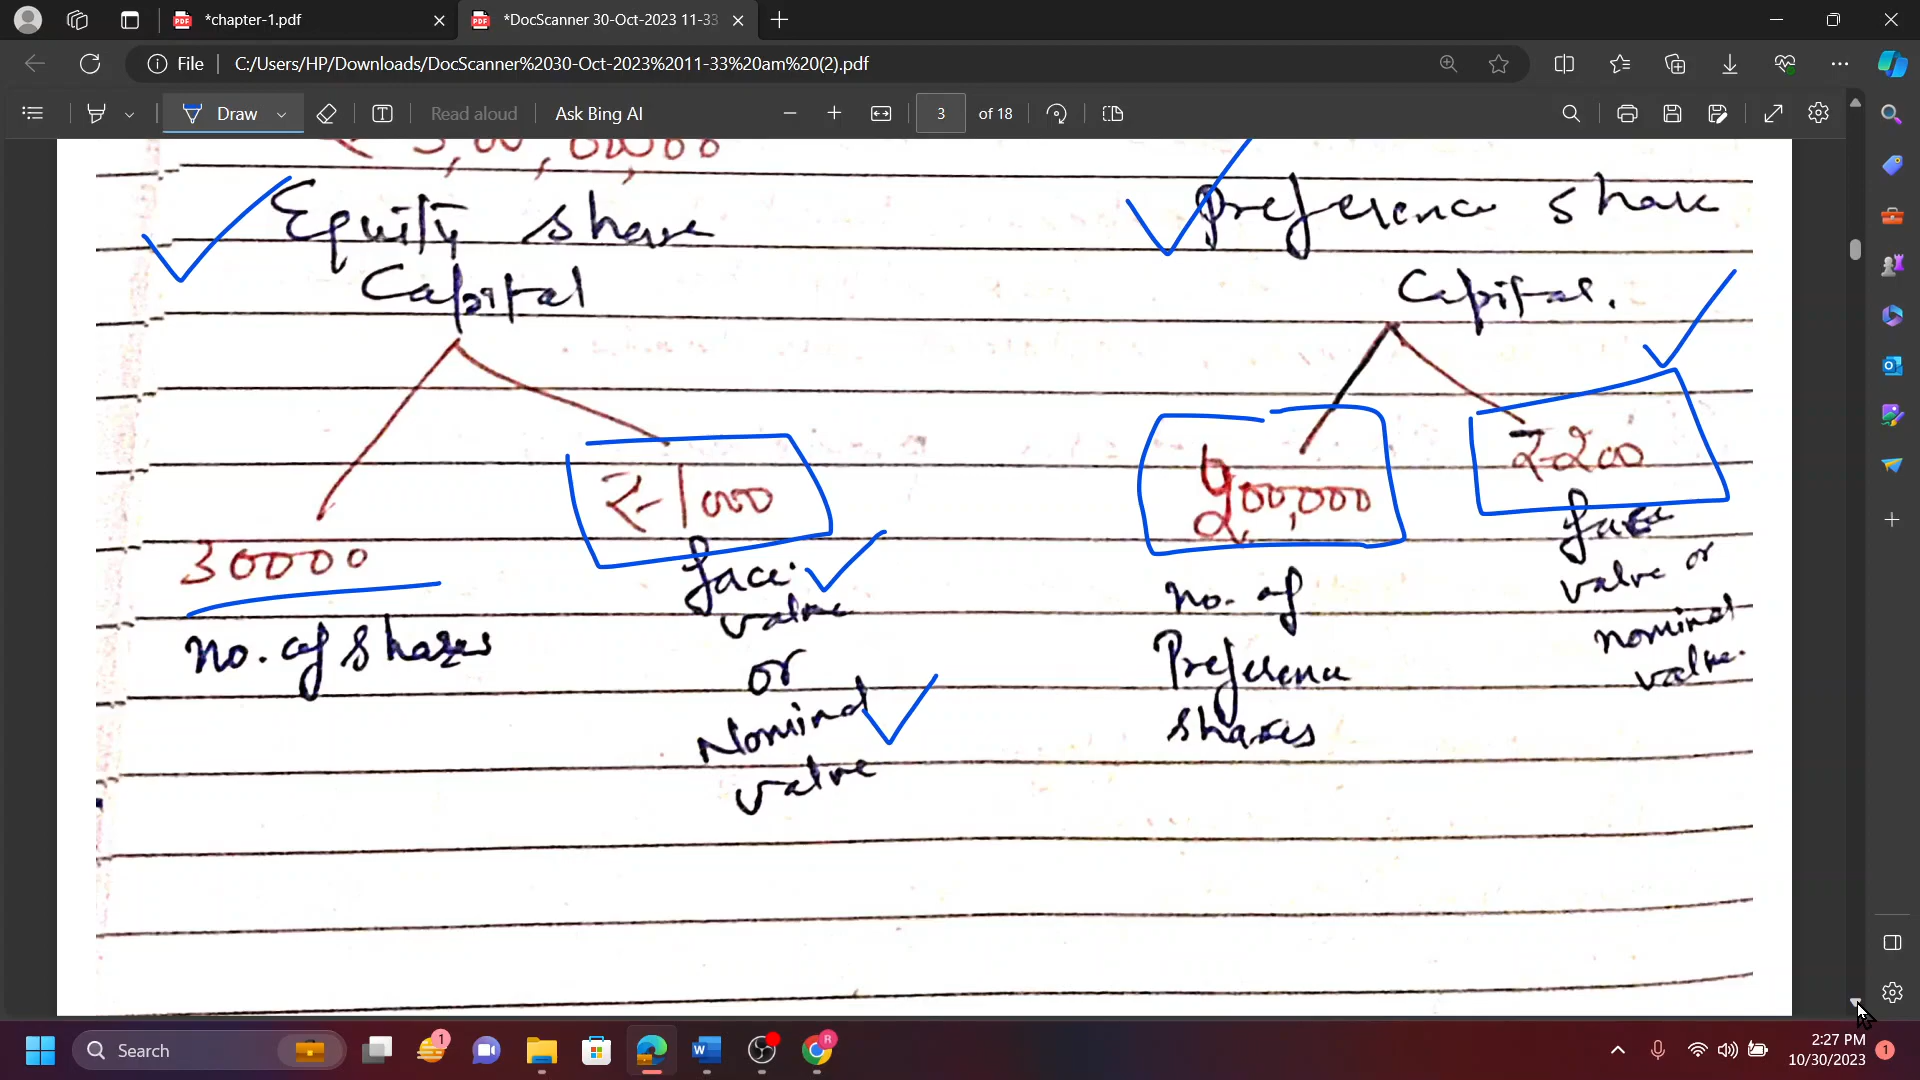 *chapter-1.pdf
*DocScanner 30-Oct-2023 11-33
File
C:/Users/HP/Downloads/DocScanner%2030-Oct-2023%2011-33%20am%20(2).pdf
Draw
Read aloud
Ask Bing AI
3
of 18
Equity share
Capital
Preference share
Capital.
30000
no. of shares
₹-1000
face
value
or
Nominal
value
200,000
no. of
Preference
shares
₹-200
face
value or
nominal
value.
Search
1
R
2:27 PM
10/30/2023
1